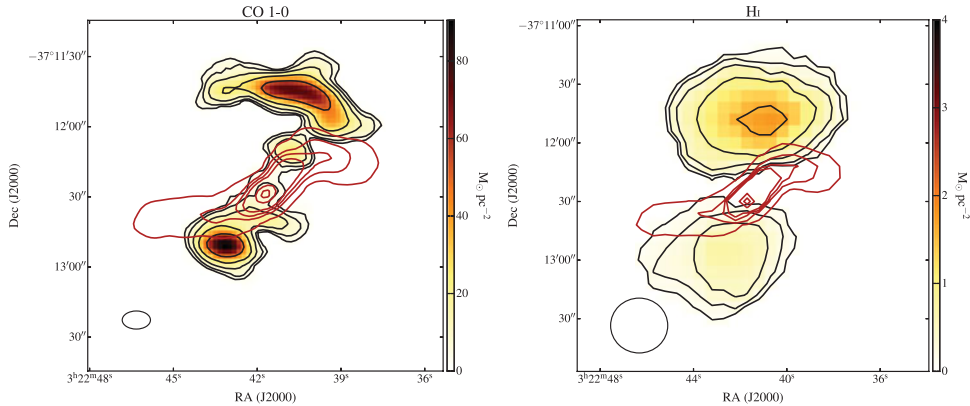 CO 1-0
−37°11′30″
12′00″
30″
13′00″
30″
Dec (J2000)
3ʰ22ᵐ48ˢ
45ˢ
42ˢ
39ˢ
36ˢ
RA (J2000)
80
60
40
20
0
M⊙ pc⁻²
HI
−37°11′00″
30″
12′00″
30″
13′00″
30″
Dec (J2000)
3ʰ22ᵐ48ˢ
44ˢ
40ˢ
36ˢ
RA (J2000)
4
3
2
1
0
M⊙ pc⁻²